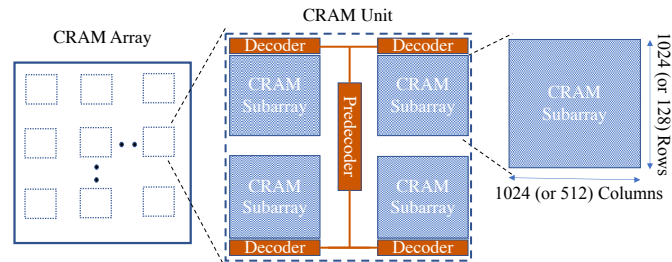 CRAM Array
CRAM Unit
Decoder
Decoder
CRAM
Subarray
CRAM
Subarray
Predecoder
CRAM
Subarray
CRAM
Subarray
Decoder
Decoder
CRAM
Subarray
1024 (or 128) Rows
1024 (or 512) Columns